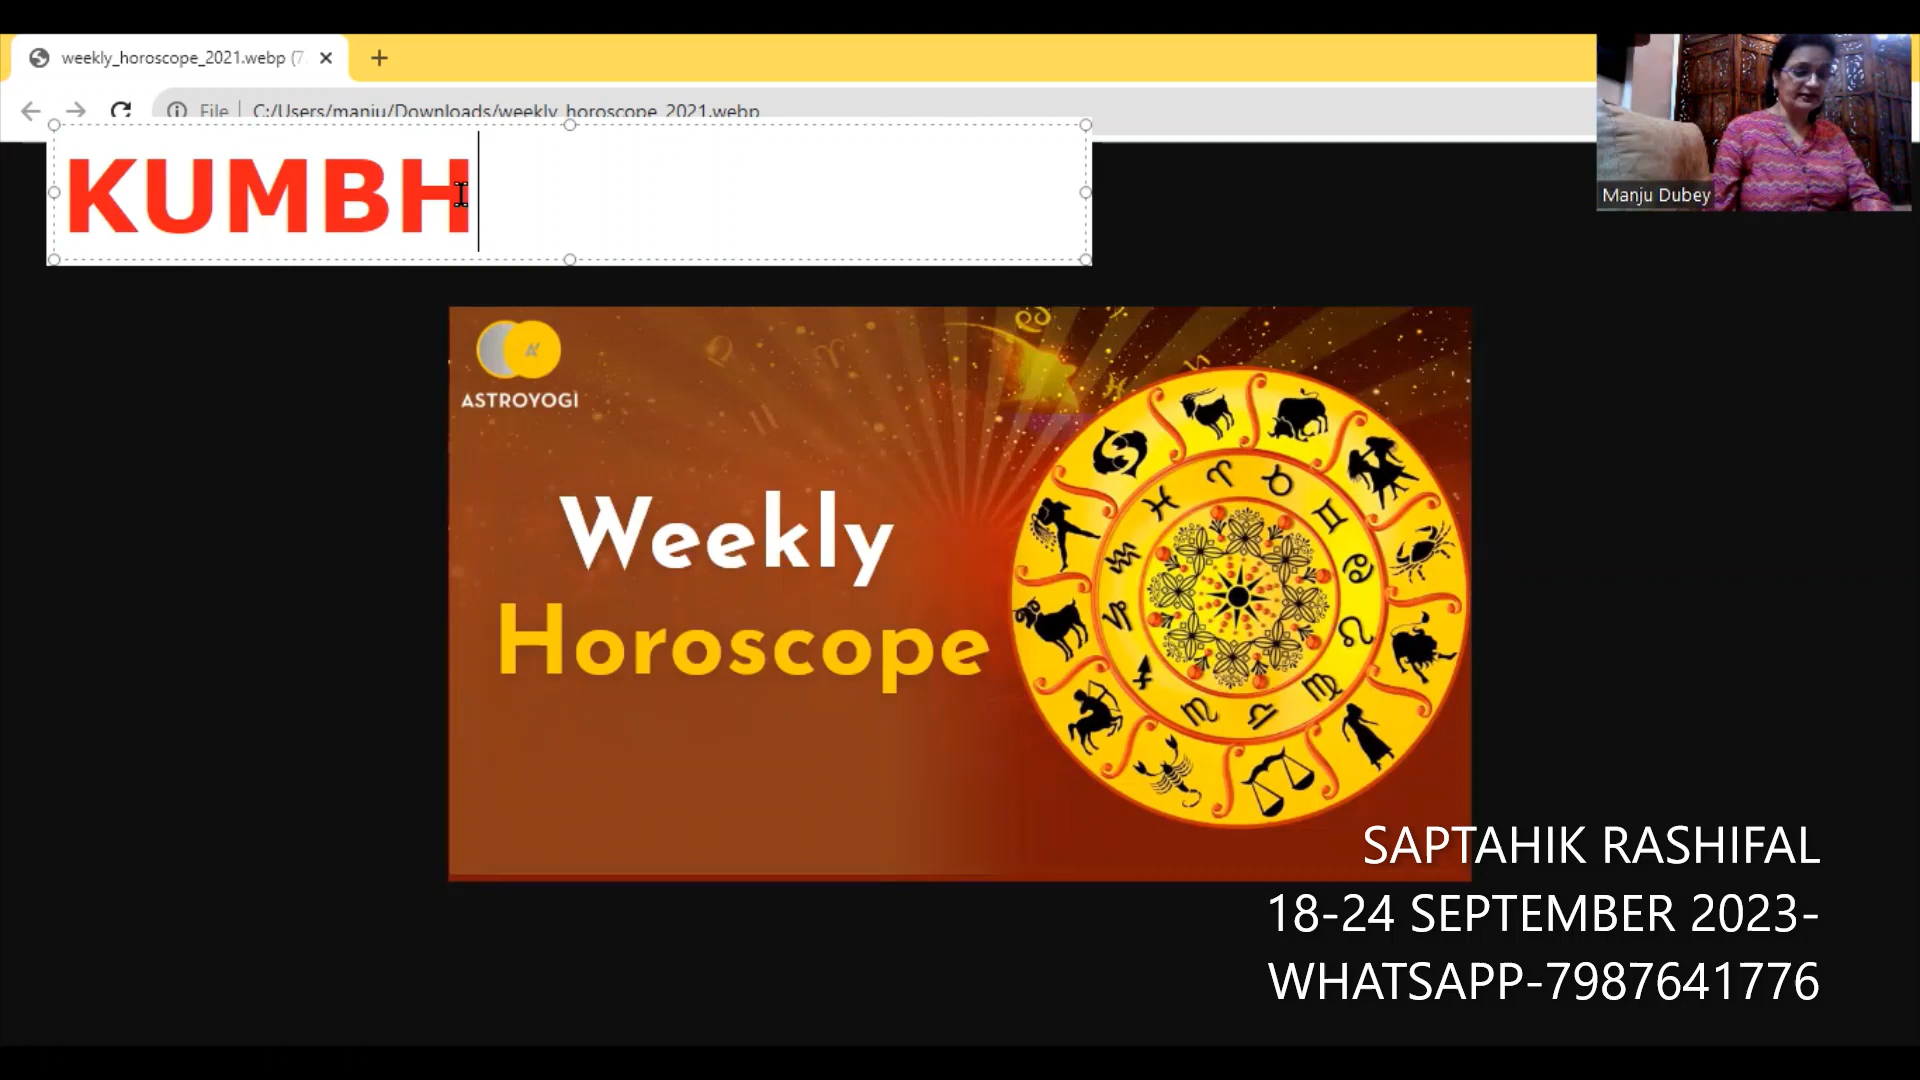 weekly_horoscope_2021.webp (7
File
C:/Users/manju/Downloads/weekly_horoscope_2021.webp
KUMBH
Manju Dubey
ASTROYOGI
Weekly
Horoscope
SAPTAHIK RASHIFAL
18-24 SEPTEMBER 2023-
WHATSAPP-7987641776